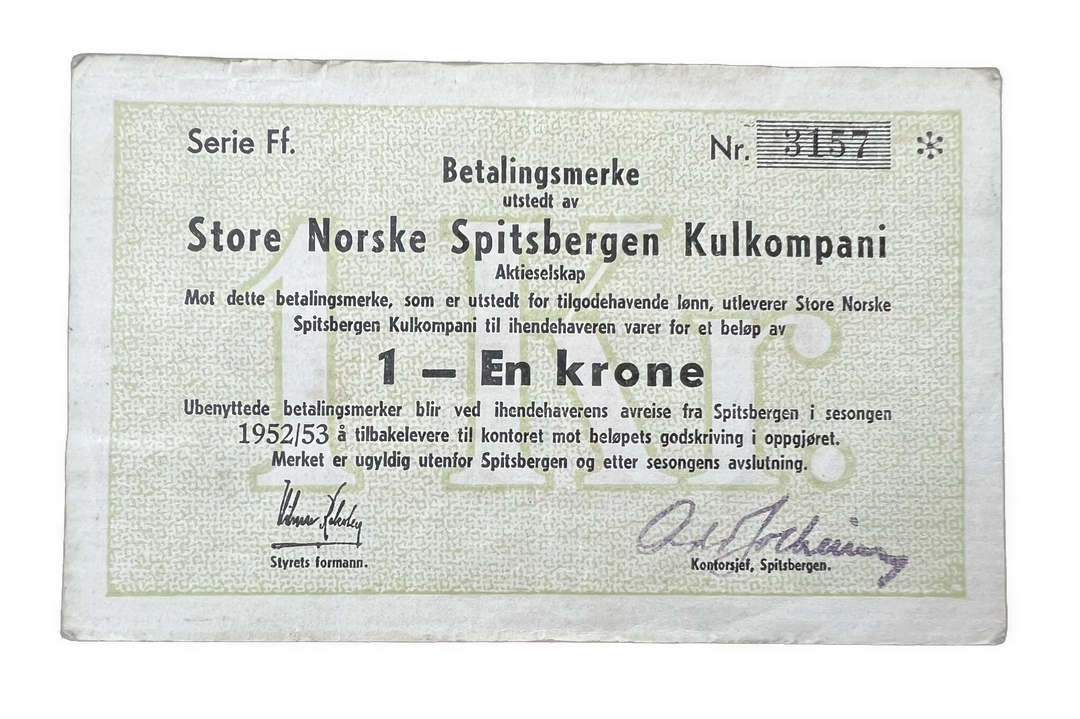 Serie Ff.
Nr. 3157 *
Betalingsmerke
utstedt av
Store Norske Spitsbergen Kulkompani
Aktieselskap
Mot dette betalingsmerke, som er utstedt for tilgodehavende lønn, utleverer Store Norske
Spitsbergen Kulkompani til ihendehaveren varer for et beløp av
1 Kr.
1 — En krone
Ubenyttede betalingsmerker blir ved ihendehaverens avreise fra Spitsbergen i sesongen
1952/53 å tilbakelevere til kontoret mot beløpets godskriving i oppgjøret.
Merket er ugyldig utenfor Spitsbergen og etter sesongens avslutning.
Styrets formann.
Kontorsjef, Spitsbergen.